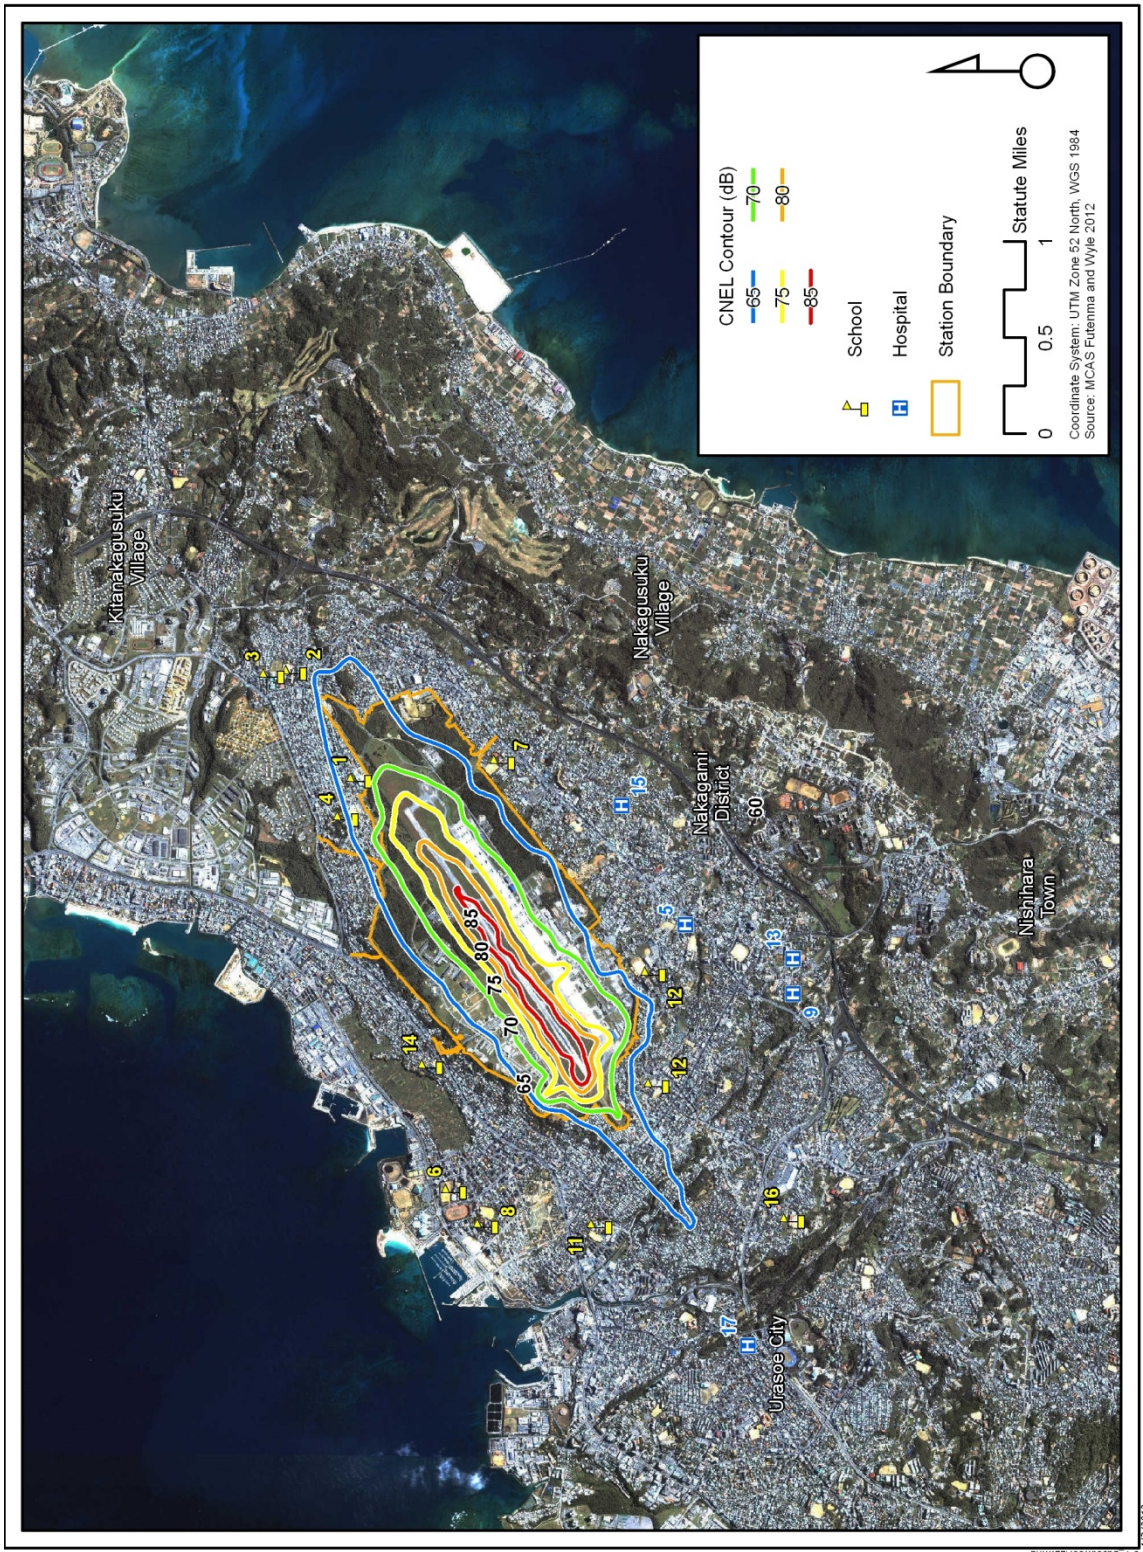 Kitanakagusuku
Village
3
2
1
4
7
15
Nakagusuku
Village
Nakagami
District
60
5
13
9
12
12
Nishihara
Town
14
6
8
11
16
17
Urasoe City
65
70
75
80
85
CNEL Contour (dB)
65 70
75 80
85
School
Hospital
Station Boundary
0 0.5 1
Statute Miles
Coordinate System: UTM Zone 52 North, WGS 1984
Source: MCAS Futenma and Wyle 2012